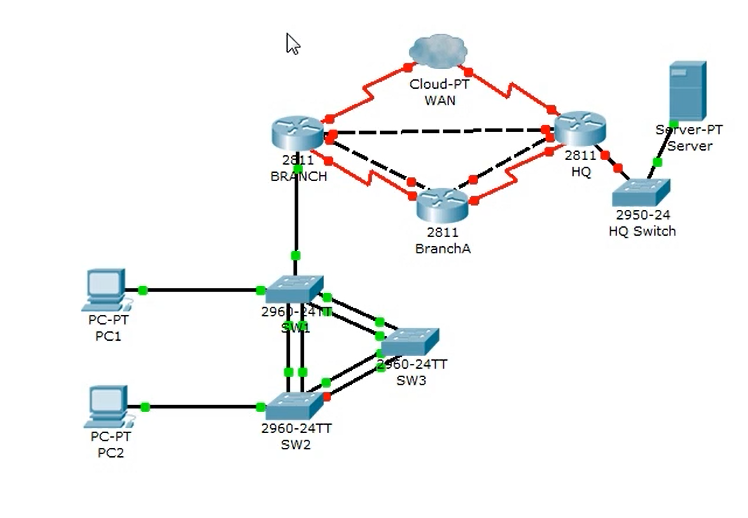 Cloud-PT
WAN
Server-PT
Server
2811
BRANCH
2811
HQ
2950-24
HQ Switch
2811
BranchA
PC-PT
PC1
2960-24TT
SW1
2960-24TT
SW3
PC-PT
PC2
2960-24TT
SW2